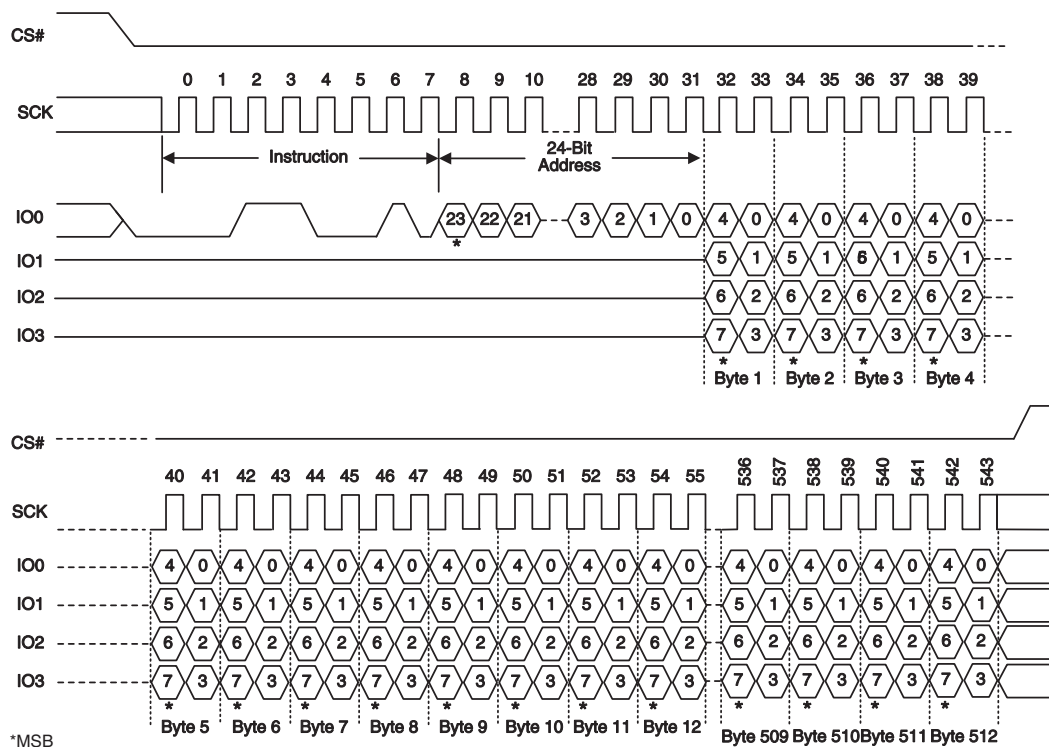 CS#
0 1 2 3 4 5 6 7 8 9 10 28 29 30 31 32 33 34 35 36 37 38 39
SCK
Instruction
24-Bit
Address
IO0 23 22 21 3 2 1 0 4 0 4 0 4 0 4 0
*
IO1 5 1 5 1 6 1 5 1
IO2 6 2 6 2 6 2 6 2
IO3 7 3 7 3 7 3 7 3
* * * *
Byte 1 Byte 2 Byte 3 Byte 4
CS#
40 41 42 43 44 45 46 47 48 49 50 51 52 53 54 55 536 537 538 539 540 541 542 543
SCK
IO0 4 0 4 0 4 0 4 0 4 0 4 0 4 0 4 0 4 0 4 0 4 0 4 0
IO1 5 1 5 1 5 1 5 1 5 1 5 1 5 1 5 1 5 1 5 1 5 1 5 1
IO2 6 2 6 2 6 2 6 2 6 2 6 2 6 2 6 2 6 2 6 2 6 2 6 2
IO3 7 3 7 3 7 3 7 3 7 3 7 3 7 3 7 3 7 3 7 3 7 3 7 3
* * * * * * * * * * * *
Byte 5 Byte 6 Byte 7 Byte 8 Byte 9 Byte 10 Byte 11 Byte 12 Byte 509 Byte 510 Byte 511 Byte 512
*MSB